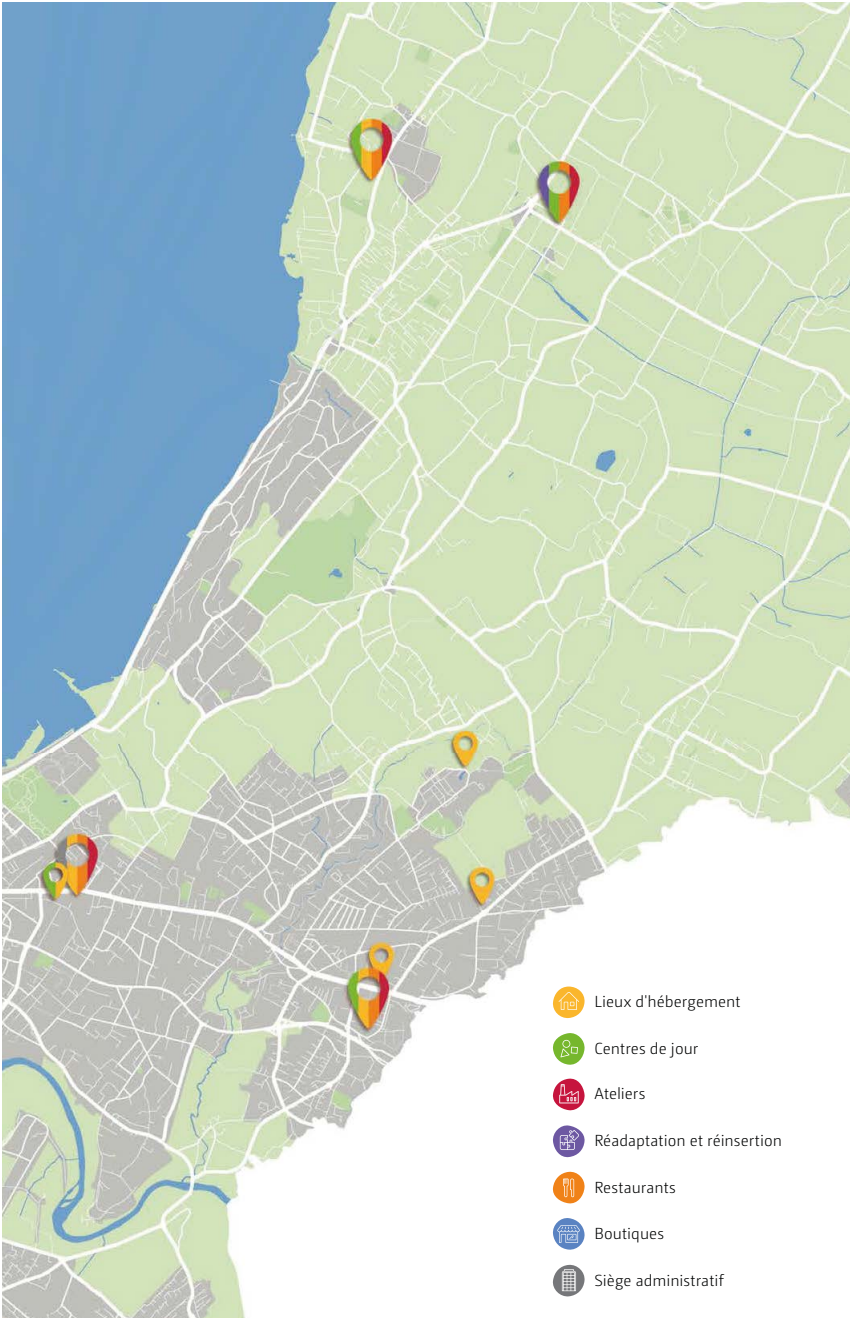 Lieux d'hébergement
Centres de jour
Ateliers
Réadaptation et réinsertion
Restaurants
Boutiques
Siège administratif